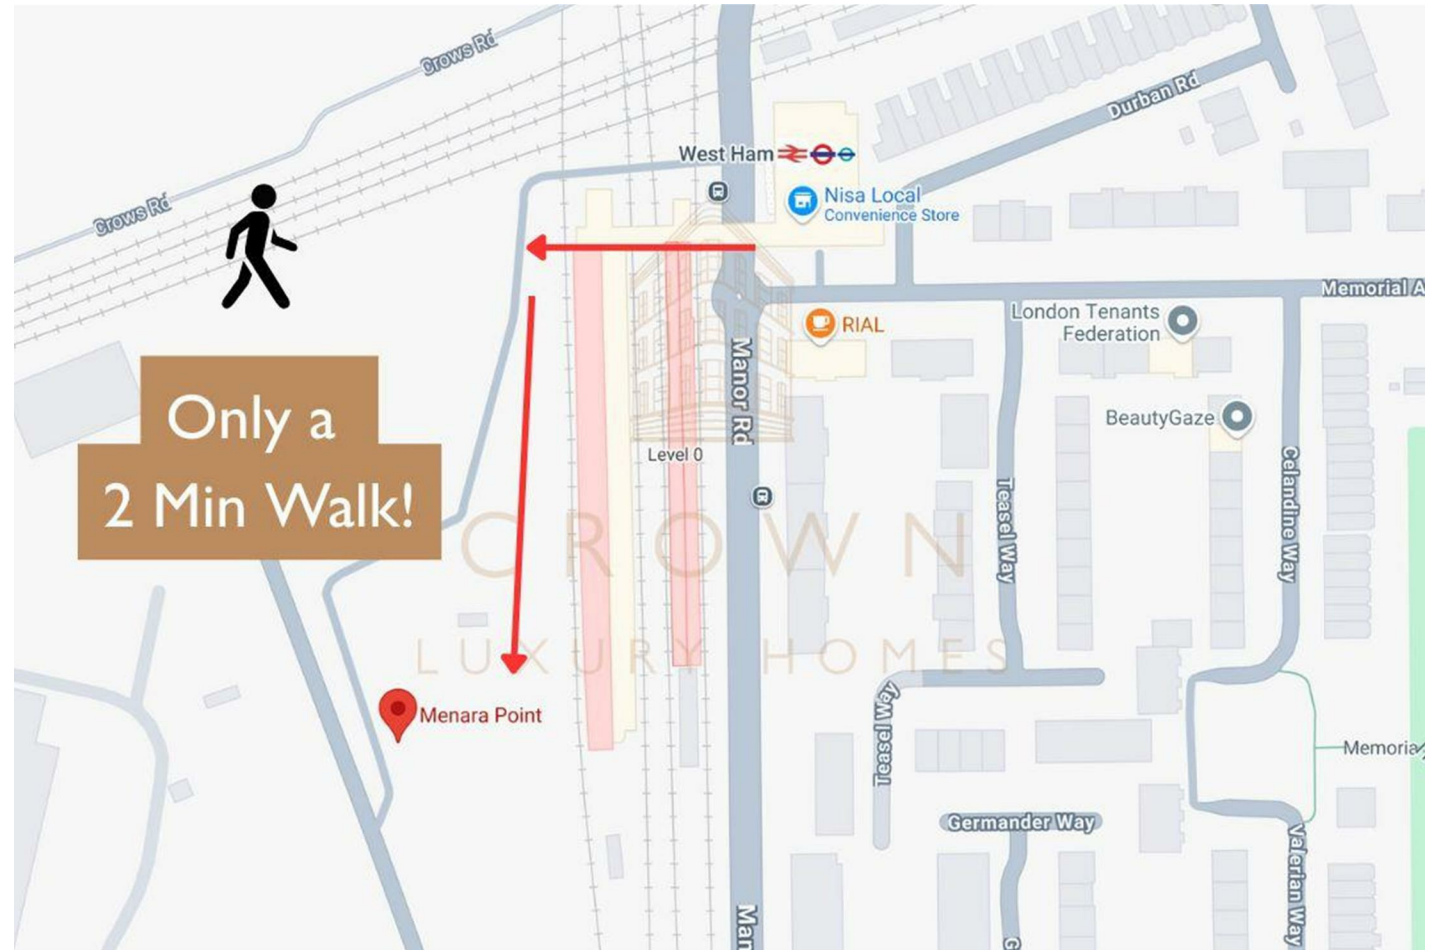 Crows Rd
Durban Rd
West Ham
Crows Rd
Nisa Local
Convenience Store
Memorial A
London Tenants
Federation
RIAL
Manor Rd
Only a
2 Min Walk!
BeautyGaze
Level 0
Celandine Way
Teasel Way
CROWN
LUXURY HOMES
Menara Point
Teasel Way
Memoria
Germander Way
Valerian Way
Man
G